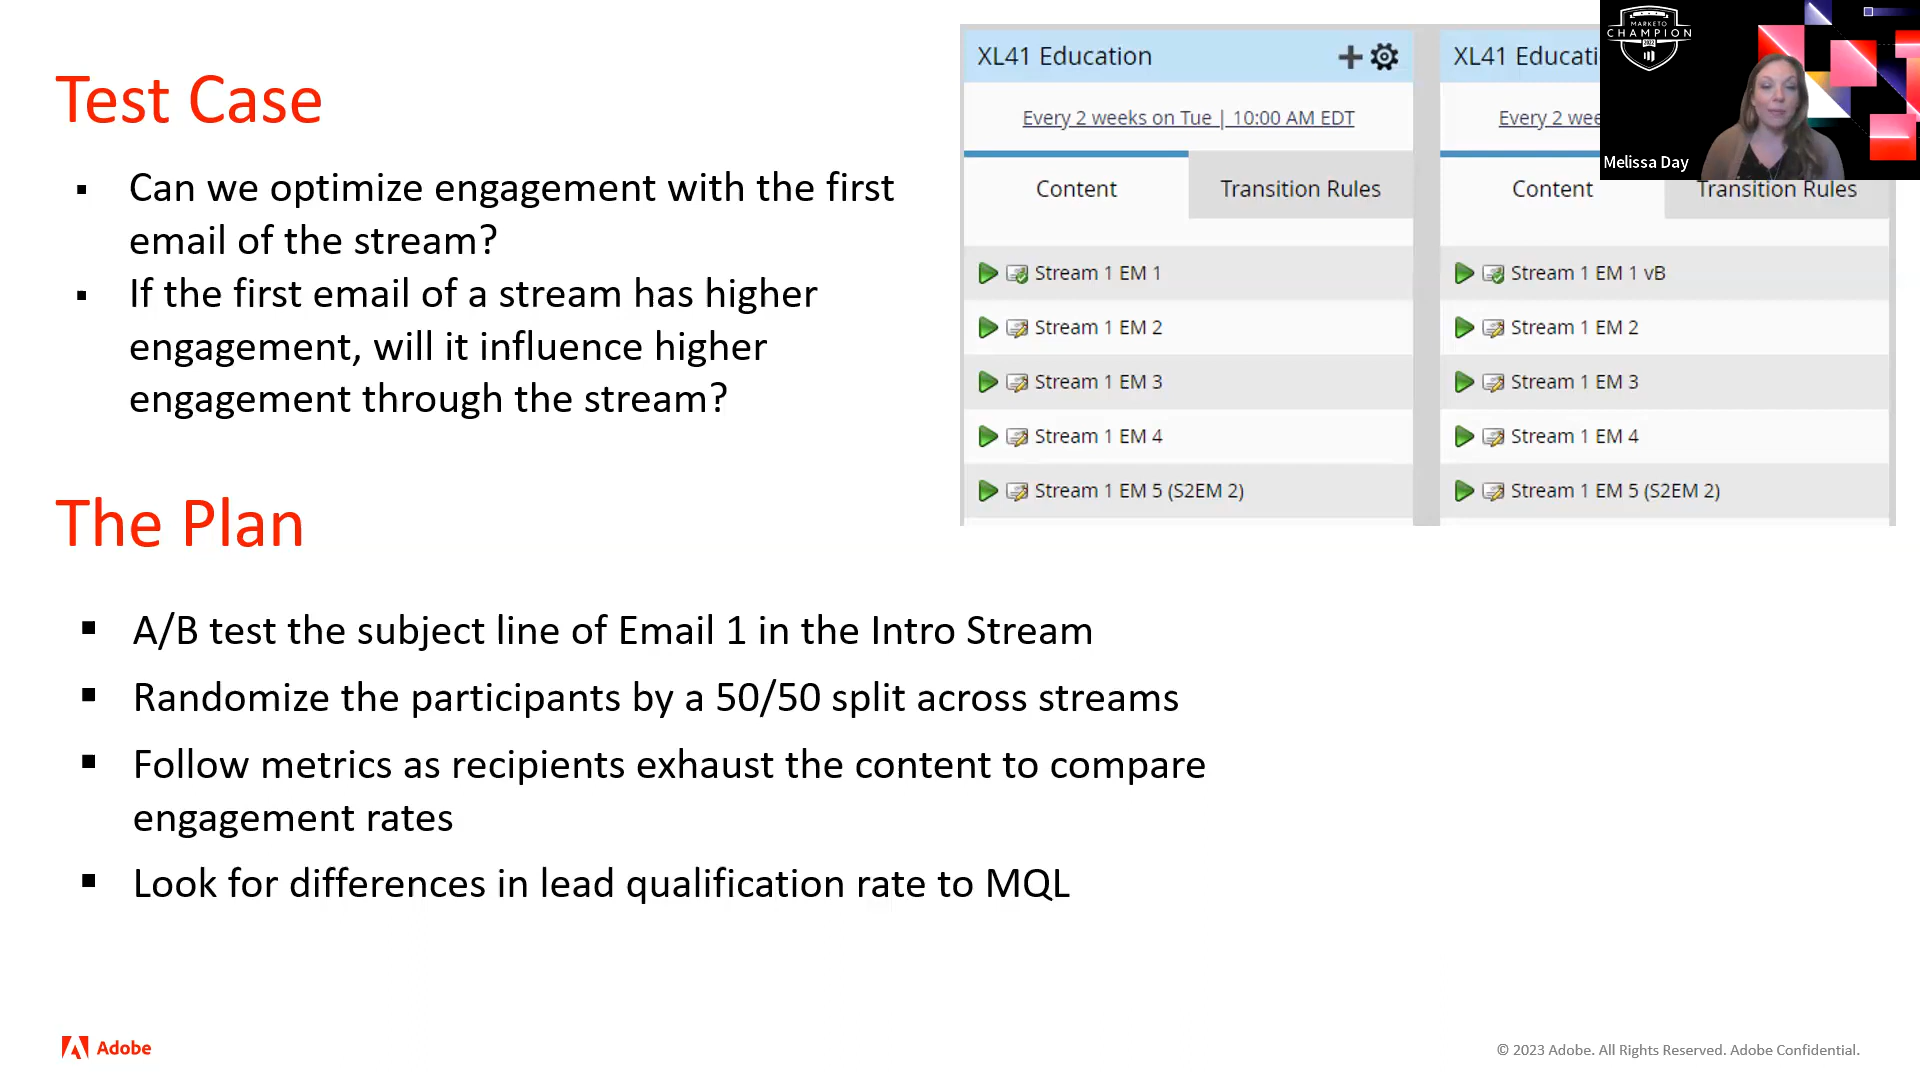 Test Case
▪ Can we optimize engagement with the first
email of the stream?
▪ If the first email of a stream has higher
engagement, will it influence higher
engagement through the stream?
The Plan
▪ A/B test the subject line of Email 1 in the Intro Stream
▪ Randomize the participants by a 50/50 split across streams
▪ Follow metrics as recipients exhaust the content to compare
engagement rates
▪ Look for differences in lead qualification rate to MQL
XL41 Education
Every 2 weeks on Tue | 10:00 AM EDT
Content Transition Rules
Stream 1 EM 1
Stream 1 EM 2
Stream 1 EM 3
Stream 1 EM 4
Stream 1 EM 5 (S2EM 2)
XL41 Educati
Every 2 wee
Content Transition Rules
Stream 1 EM 1 vB
Stream 1 EM 2
Stream 1 EM 3
Stream 1 EM 4
Stream 1 EM 5 (S2EM 2)
MARKETO
CHAMPION
Melissa Day
Adobe
© 2023 Adobe. All Rights Reserved. Adobe Confidential.